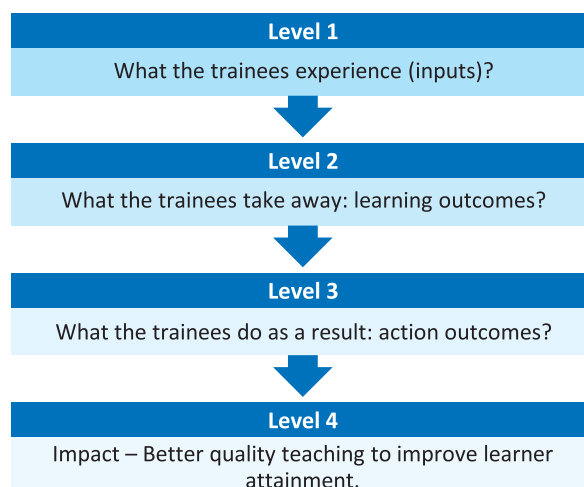 Level 1
What the trainees experience (inputs)?
Level 2
What the trainees take away: learning outcomes?
Level 3
What the trainees do as a result: action outcomes?
Level 4
Impact – Better quality teaching to improve learner
attainment.